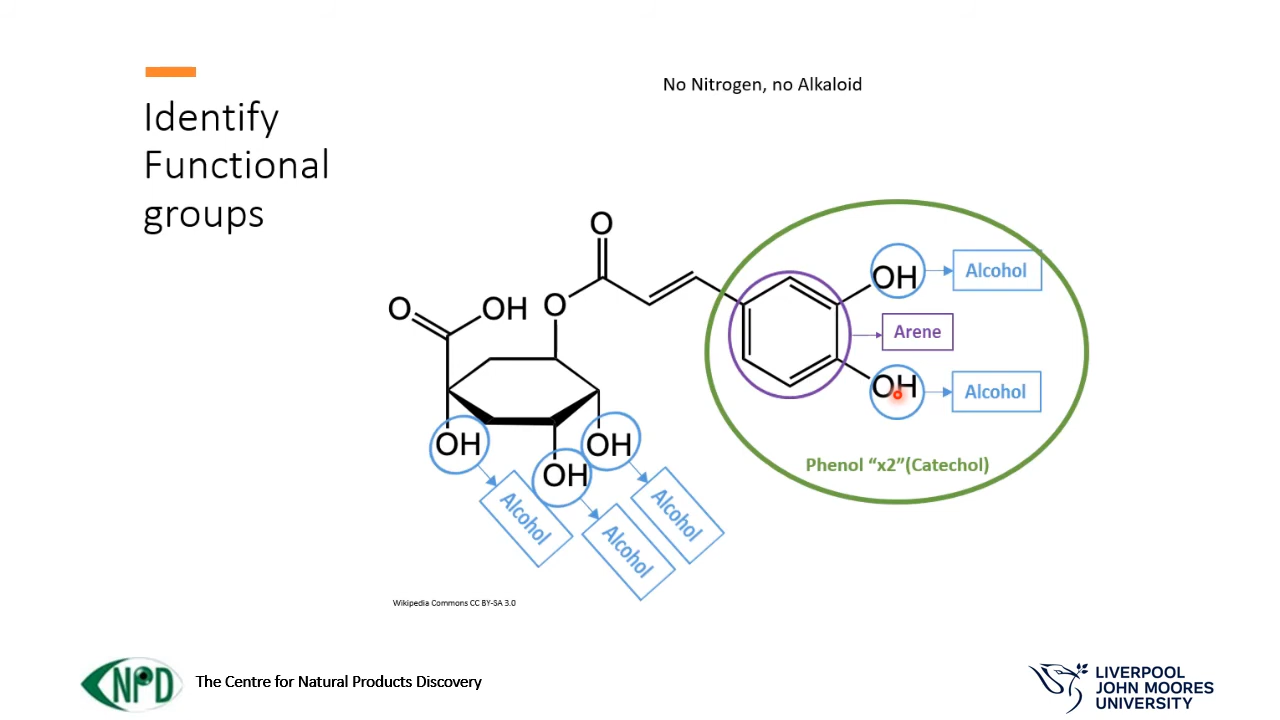 No Nitrogen, no Alkaloid
Identify
Functional
groups
O
O
OH
O
OH
Alcohol
Arene
OH
Alcohol
OH
OH
OH
Alcohol
Alcohol
Alcohol
Phenol “x2”(Catechol)
Wikipedia Commons CC BY-SA 3.0
NPD
The Centre for Natural Products Discovery
LIVERPOOL
JOHN MOORES
UNIVERSITY